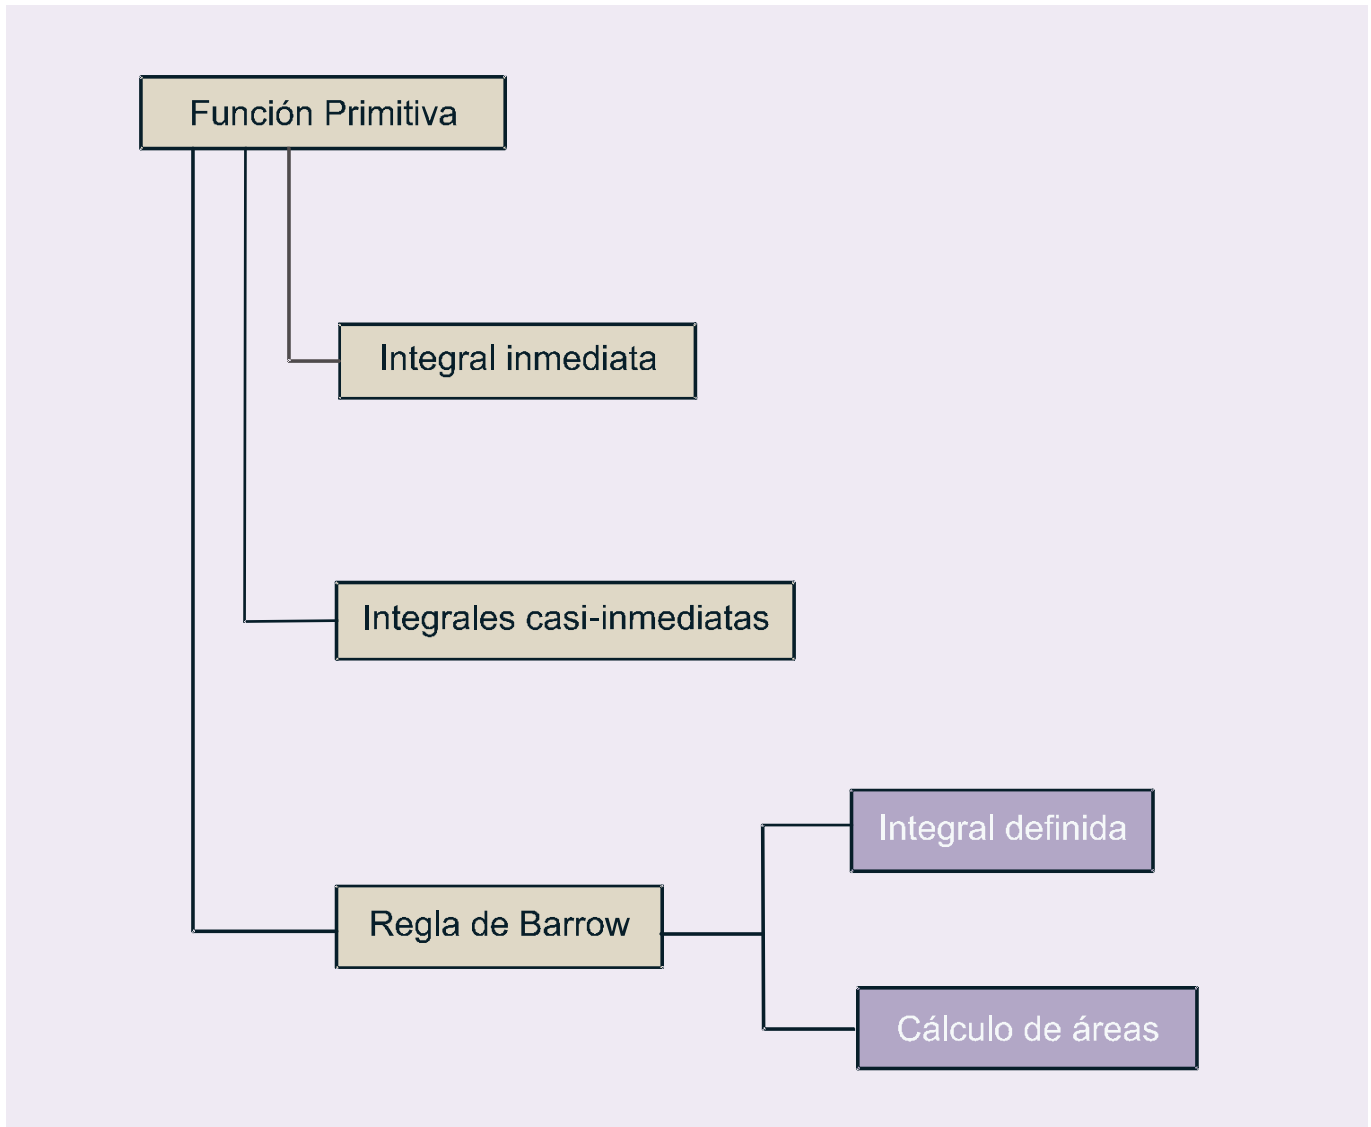 Función Primitiva
Integral inmediata
Integrales casi-inmediatas
Integral definida
Regla de Barrow
Cálculo de áreas